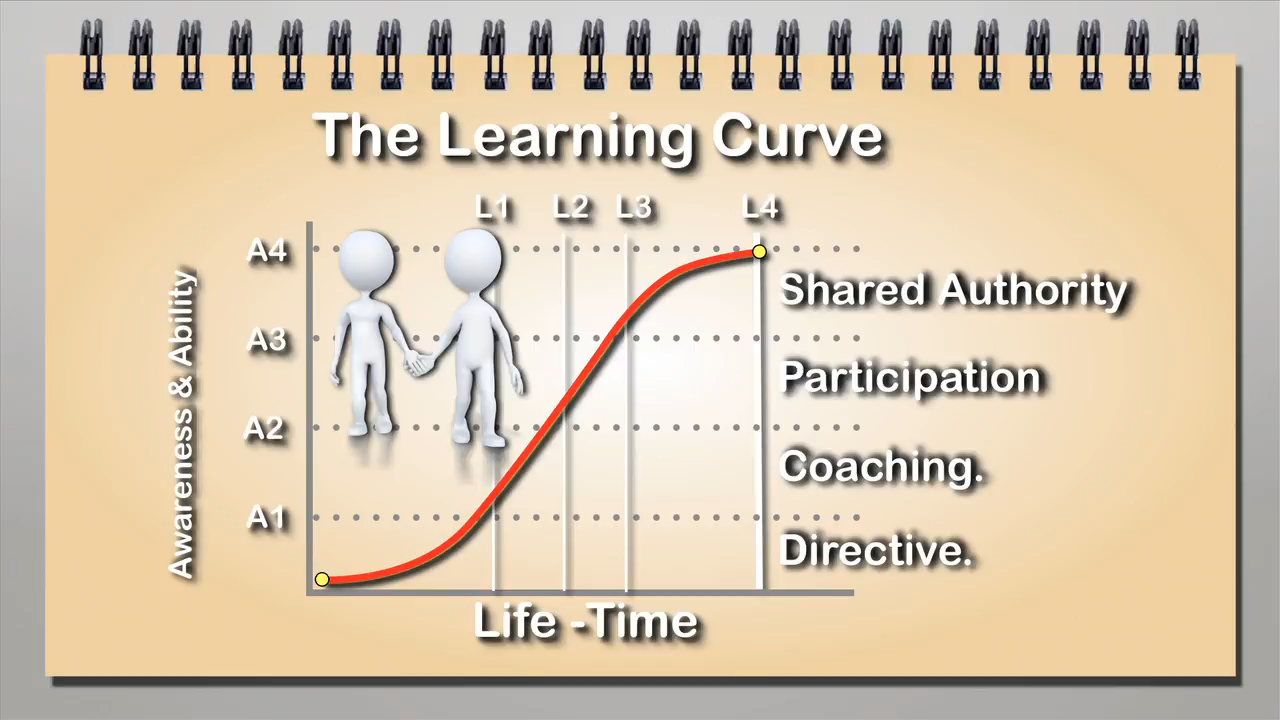 The Learning Curve
L1 L2 L3 L4
A4
Shared Authority
A3
Participation
A2
Coaching.
A1
Directive.
Awareness & Ability
Life -Time